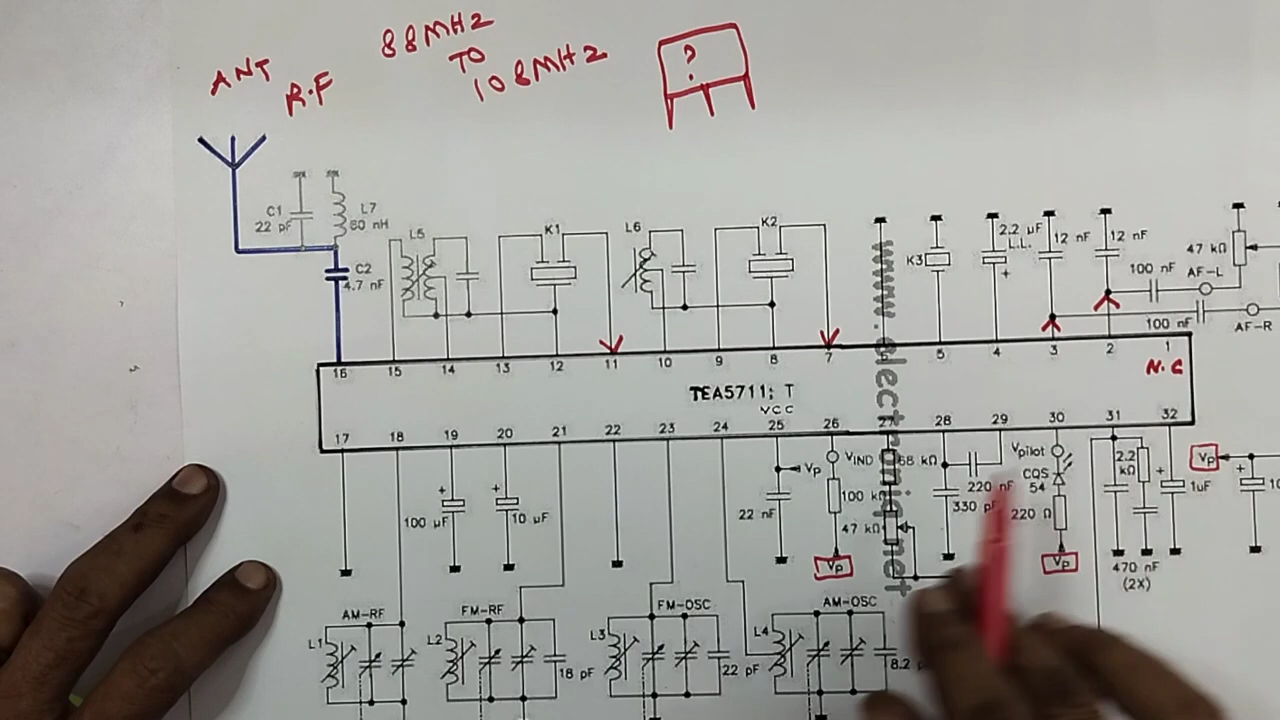 88MHZ
TO
108MHZ
ANT
R.F
?
C1
22 pF
L7
60 nH
C2
4.7 nF
L5
K1
L6
K2
K3
2.2 µF
L.L.
12 nF
12 nF
47 kΩ
100 nF
AF-L
100 nF
AF-R
www.electroniq.net
16 15 14 13 12 11 10 9 8 7 6 5 4 3 2 1
N.C
TEA5711; T
VCC
17 18 19 20 21 22 23 24 25 26 27 28 29 30 31 32
100 µF
10 µF
Vp
22 nF
VIND
100 kΩ
Vp
68 kΩ
47 kΩ
220 nF
330 pF
Vpilot
CQS
54
220 Ω
Vp
2.2
kΩ
470 nF
(2X)
1uF
Vp
AM-RF
FM-RF
FM-OSC
AM-OSC
L1
L2
18 pF
L3
22 pF
L4
8.2